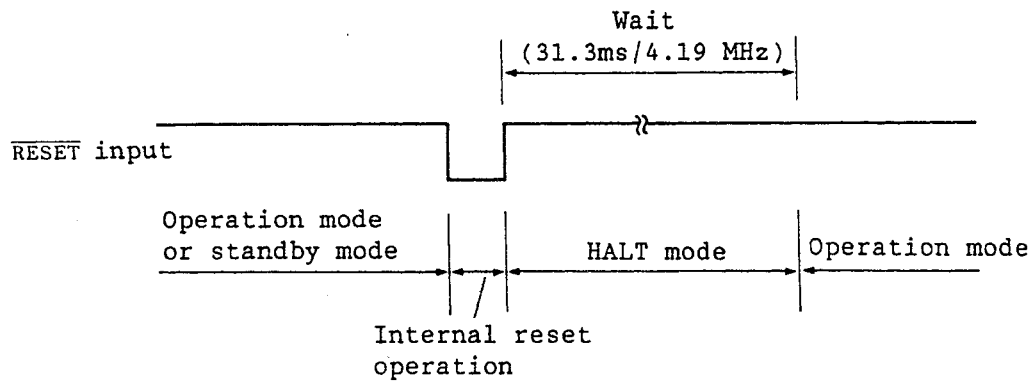 Wait
(31.3ms/4.19 MHz)
RESET input
Operation mode
or standby mode
HALT mode
Operation mode
Internal reset
operation